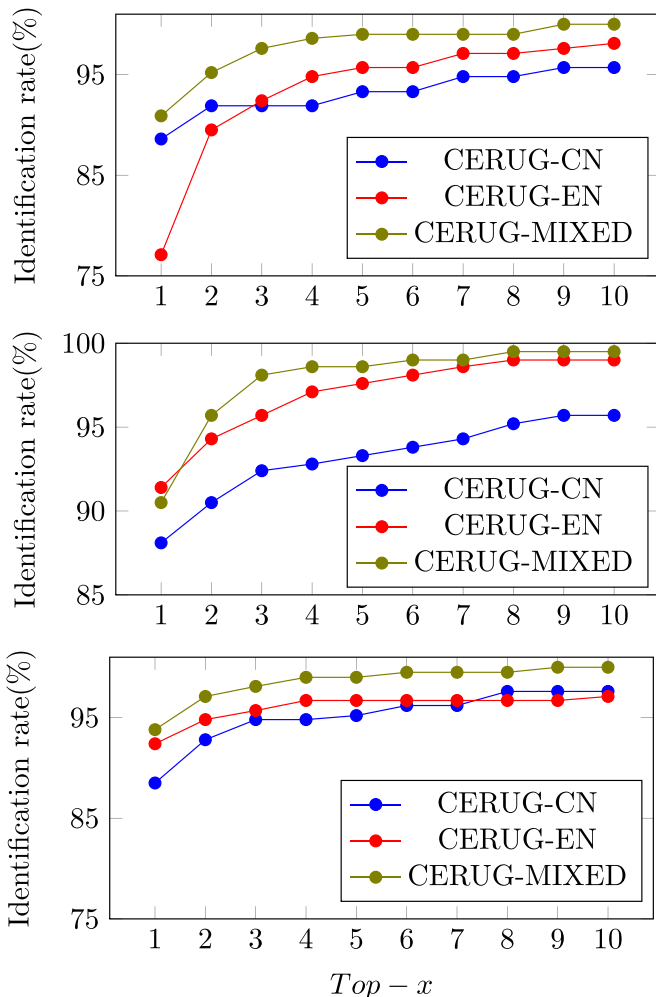 Identification rate(%)
95
85
75
CERUG-CN
CERUG-EN
CERUG-MIXED
1 2 3 4 5 6 7 8 9 10
Identification rate(%)
100
95
90
85
CERUG-CN
CERUG-EN
CERUG-MIXED
1 2 3 4 5 6 7 8 9 10
Identification rate(%)
95
85
75
CERUG-CN
CERUG-EN
CERUG-MIXED
1 2 3 4 5 6 7 8 9 10
Top − x